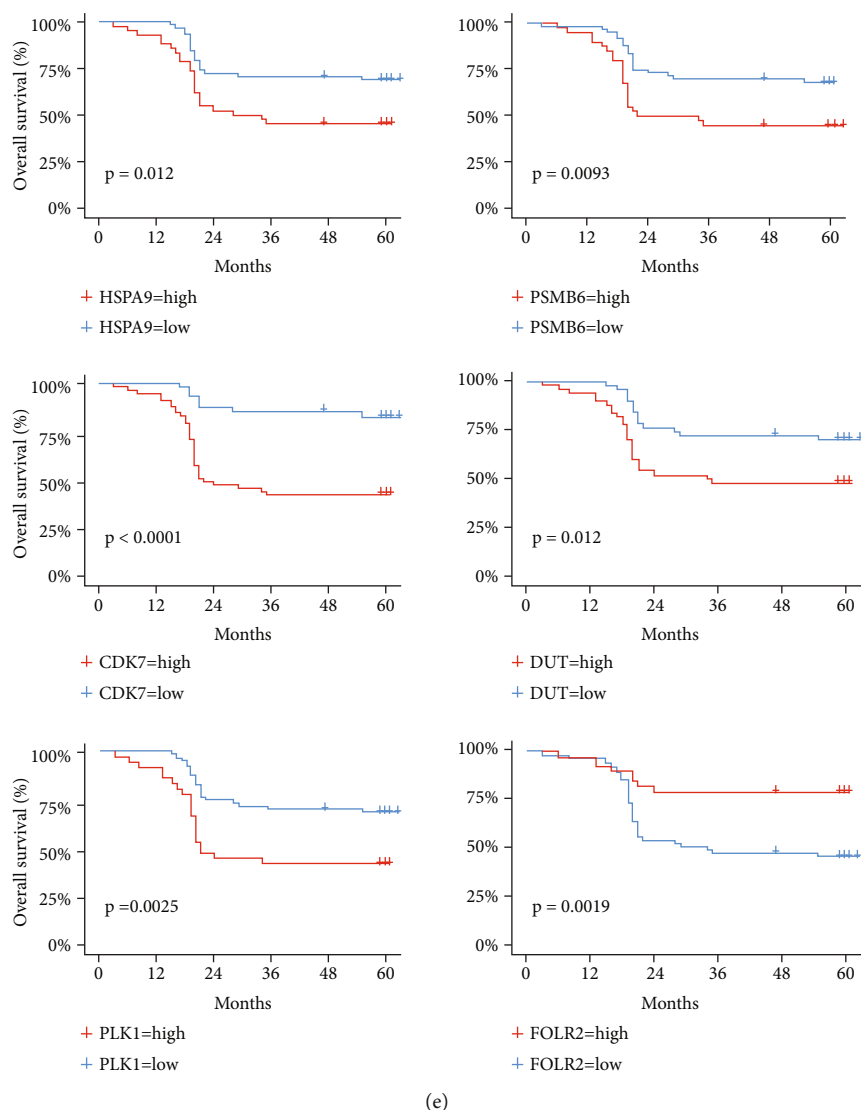 100%
75%
50%
25%
0%
Overall survival (%)
p = 0.012
0 12 24 36 48 60
Months
HSPA9=high
HSPA9=low
100%
75%
50%
25%
0%
p = 0.0093
0 12 24 36 48 60
Months
PSMB6=high
PSMB6=low
100%
75%
50%
25%
0%
Overall survival (%)
p < 0.0001
0 12 24 36 48 60
Months
CDK7=high
CDK7=low
100%
75%
50%
25%
0%
p = 0.012
0 12 24 36 48 60
Months
DUT=high
DUT=low
100%
75%
50%
25%
0%
Overall survival (%)
p =0.0025
0 12 24 36 48 60
Months
PLK1=high
PLK1=low
100%
75%
50%
25%
0%
p = 0.0019
0 12 24 36 48 60
Months
FOLR2=high
FOLR2=low
(e)